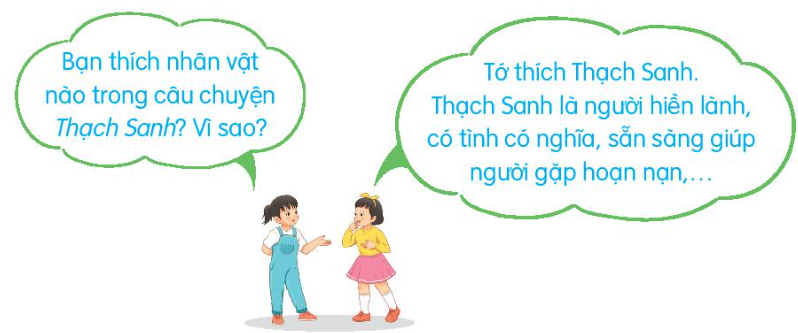 Bạn thích nhân vật
nào trong câu chuyện
Thạch Sanh? Vì sao?
Tớ thích Thạch Sanh.
Thạch Sanh là người hiền lành,
có tình có nghĩa, sẵn sàng giúp
người gặp hoạn nạn,...